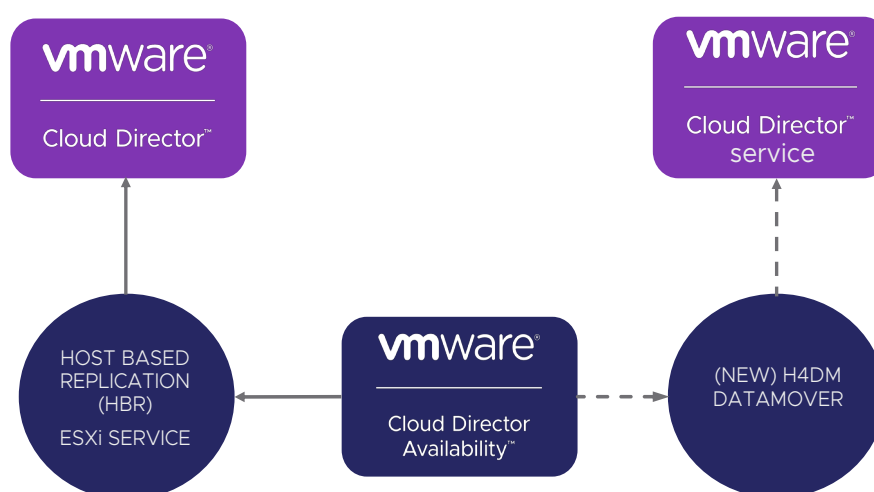 vmware®
Cloud Director™
vmware®
Cloud Director™
service
HOST BASED
REPLICATION
(HBR)
ESXi SERVICE
vmware®
Cloud Director
Availability™
(NEW) H4DM
DATAMOVER